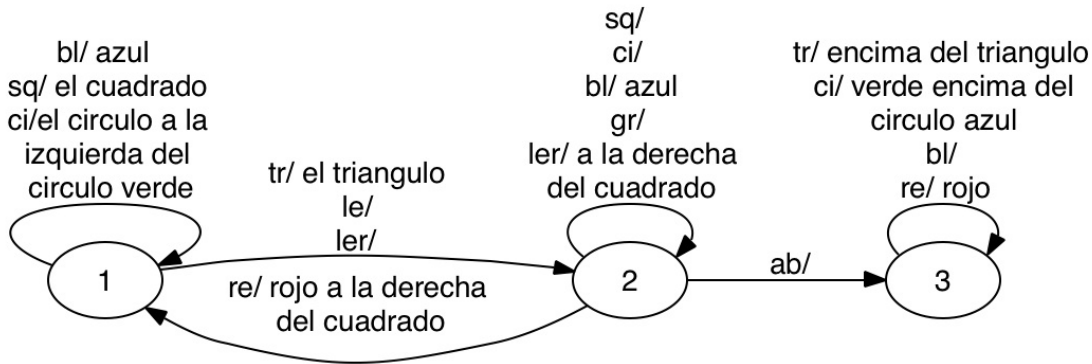 bl/ azul
sq/ el cuadrado
ci/el circulo a la
izquierda del
circulo verde
1
tr/ el triangulo
le/
ler/
re/ rojo a la derecha
del cuadrado
sq/
ci/
bl/ azul
gr/
ler/ a la derecha
del cuadrado
2
ab/
tr/ encima del triangulo
ci/ verde encima del
circulo azul
bl/
re/ rojo
3